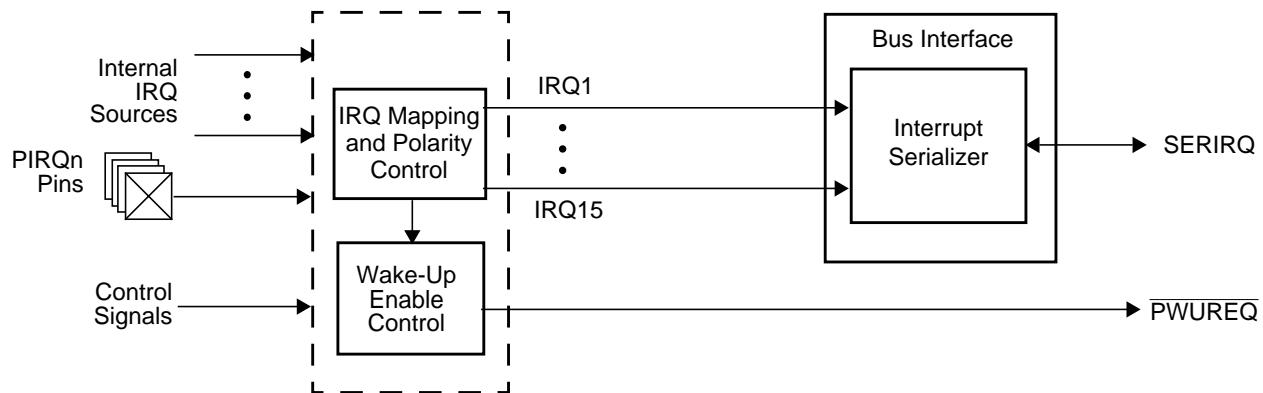 Internal
IRQ
Sources
PIRQn
Pins
Control
Signals
IRQ Mapping
and Polarity
Control
Wake-Up
Enable
Control
IRQ1
IRQ15
Bus Interface
Interrupt
Serializer
SERIRQ
PWUREQ